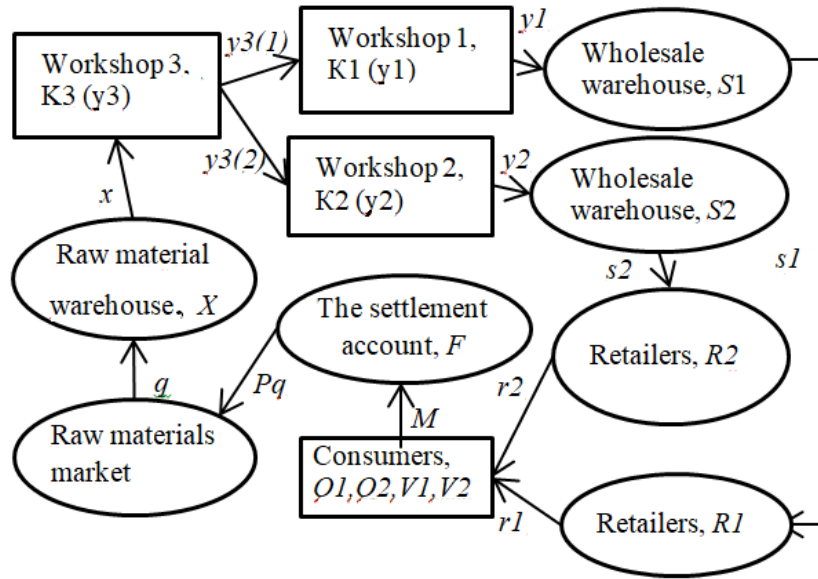 Workshop 3,
K3 (y3)
y3(1)
Workshop 1,
K1 (y1)
y1
Wholesale
warehouse, S1
y3(2)
Workshop 2,
K2 (y2)
y2
Wholesale
warehouse, S2
x
s2
s1
Raw material
warehouse, X
The settlement
account, F
Retailers, R2
q
Pq
r2
M
Raw materials
market
Consumers,
Q1,Q2,V1,V2
r1
Retailers, R1